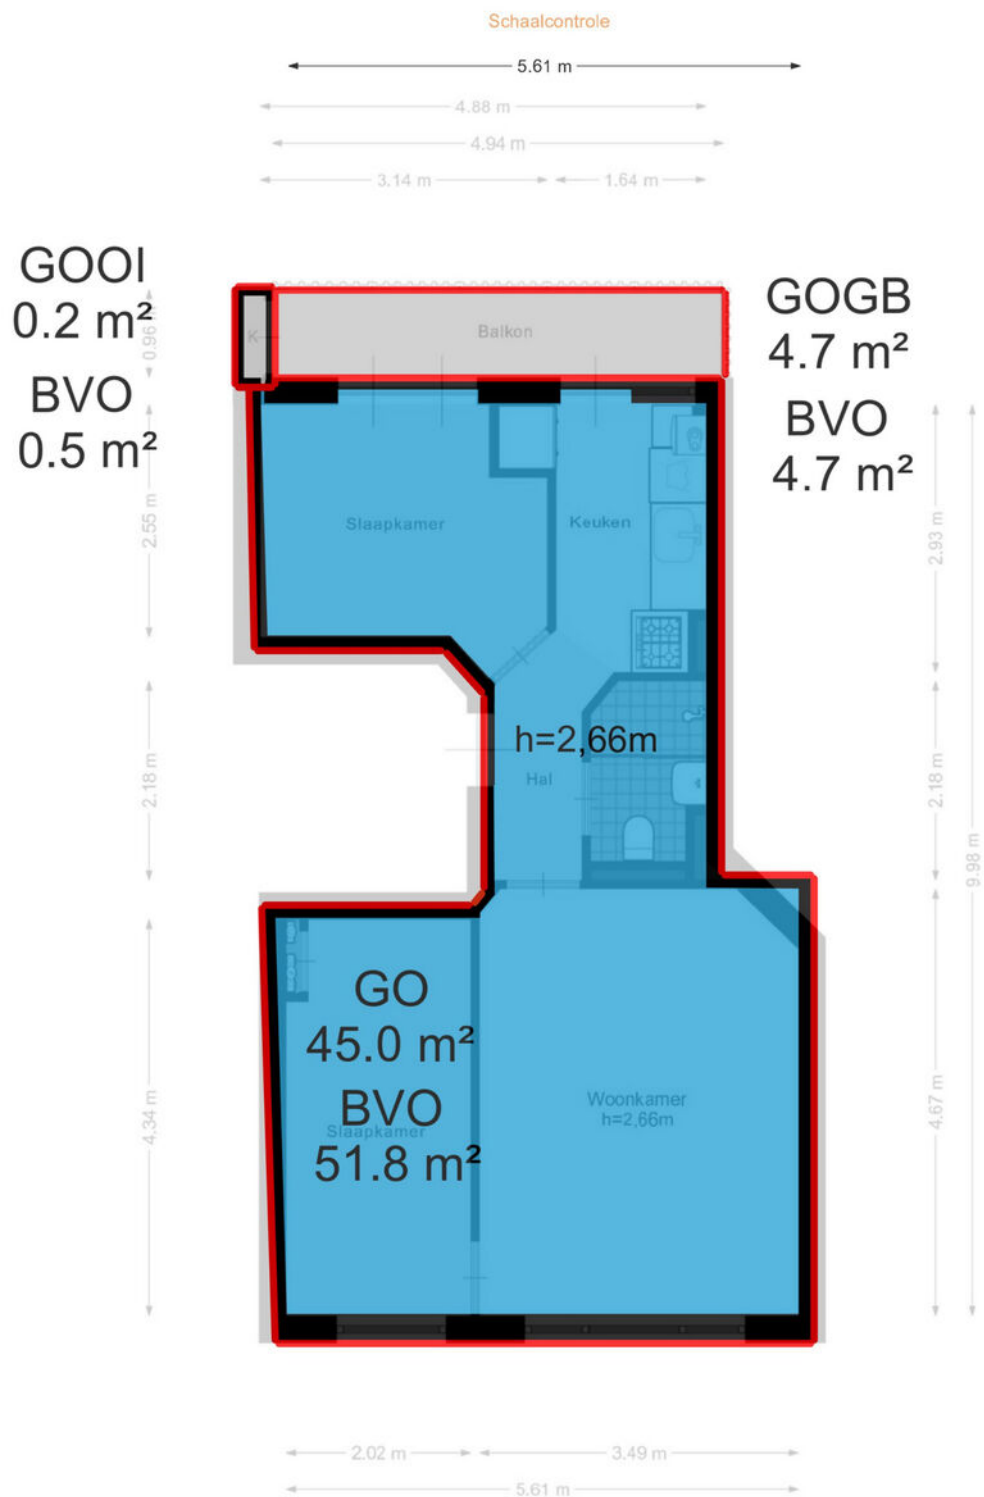 Schaalcontrole
5.61 m
4.88 m
4.94 m
3.14 m
1.64 m
GOOI
0.2 m²
BVO
0.5 m²
0.96 m
K
Balkon
GOGB
4.7 m²
BVO
4.7 m²
2.55 m
Slaapkamer
Keuken
2.93 m
h=2,66m
Hal
2.18 m
2.18 m
9.98 m
GO
45.0 m²
BVO
51.8 m²
Slaapkamer
Woonkamer
h=2,66m
4.34 m
4.67 m
2.02 m
3.49 m
5.61 m